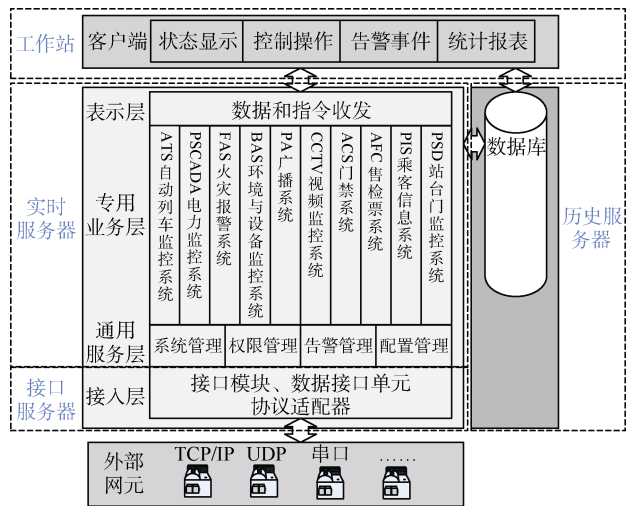 工作站
客户端
状态显示
控制操作
告警事件
统计报表
实时
服务器
表示层
数据和指令收发
专用
业务层
ATS自动列车监控系统
PSCADA电力监控系统
FAS火灾报警系统
BAS环境与设备监控系统
PA广播系统
CCTV视频监控系统
ACS门禁系统
AFC售检票系统
PIS乘客信息系统
PSD站台门监控系统
通用
服务层
系统管理
权限管理
告警管理
配置管理
数据库
历史服
务器
接口
服务器
接入层
接口模块、数据接口单元
协议适配器
外部
网元
TCP/IP
UDP
串口
……